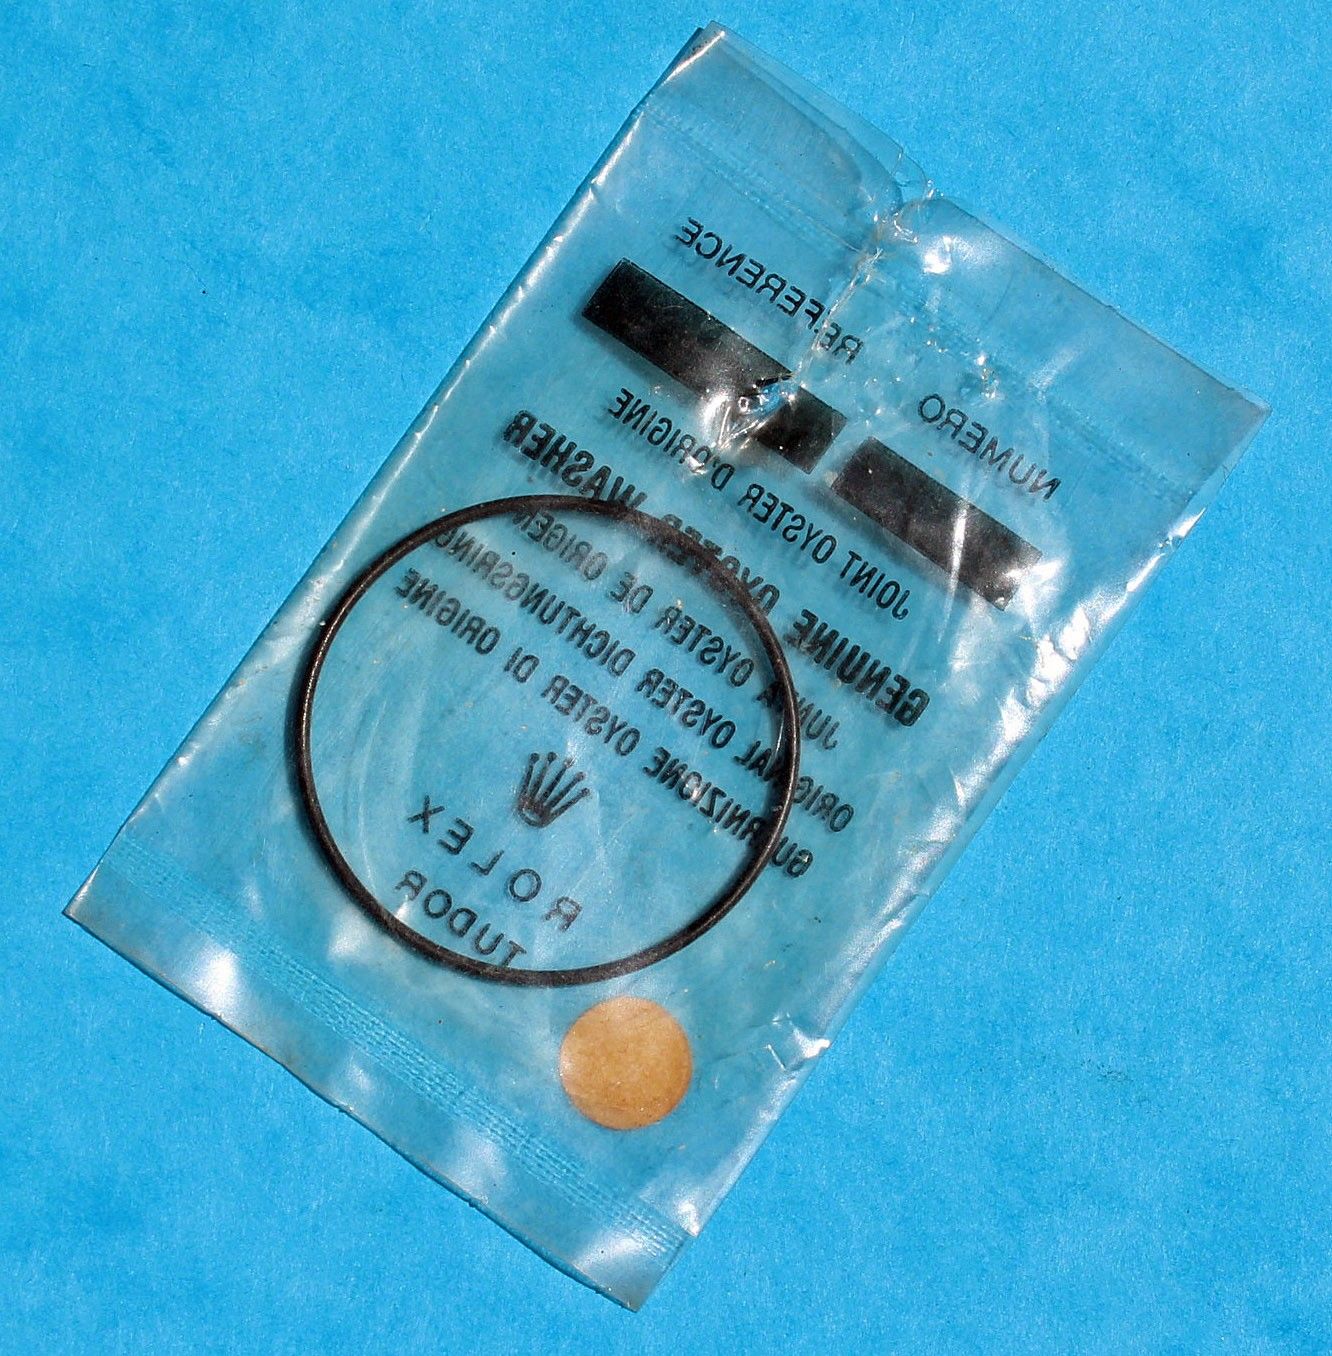 NUMERO REFERENCE
JOINT OYSTER D'ORIGINE
GENUINE OYSTER WASHER
JUNTA OYSTER DE ORIGEN
ORIGINAL OYSTER DICHTUNGSRING
GUARNIZIONE OYSTER DI ORIGINE
ROLEX
TUDOR